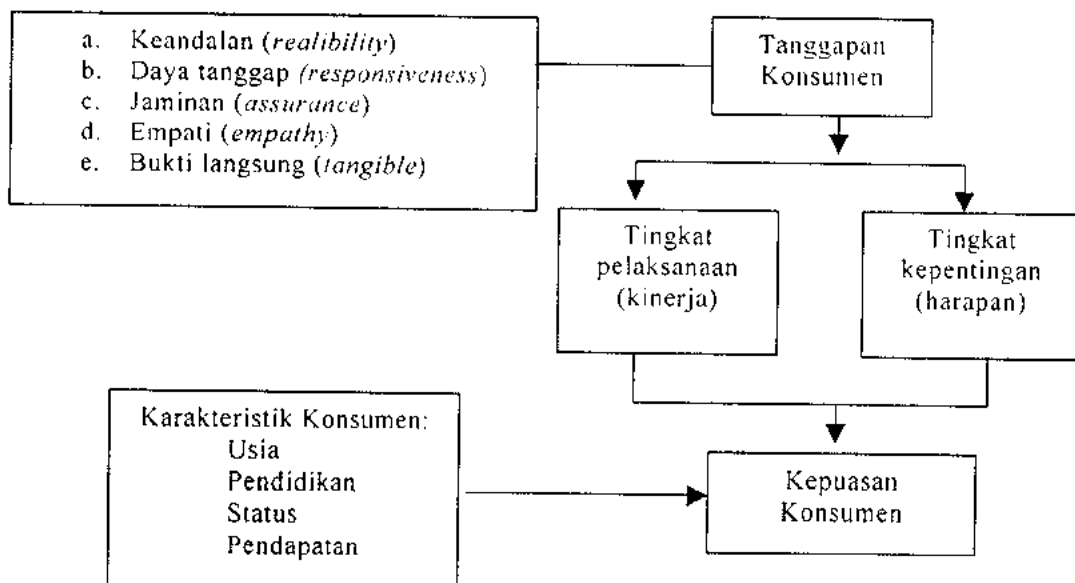 a. Keandalan (realibility)
b. Daya tanggap (responsiveness)
c. Jaminan (assurance)
d. Empati (empathy)
e. Bukti langsung (tangible)
Tanggapan
Konsumen
Tingkat
pelaksanaan
(kinerja)
Tingkat
kepentingan
(harapan)
Karakteristik Konsumen:
Usia
Pendidikan
Status
Pendapatan
Kepuasan
Konsumen